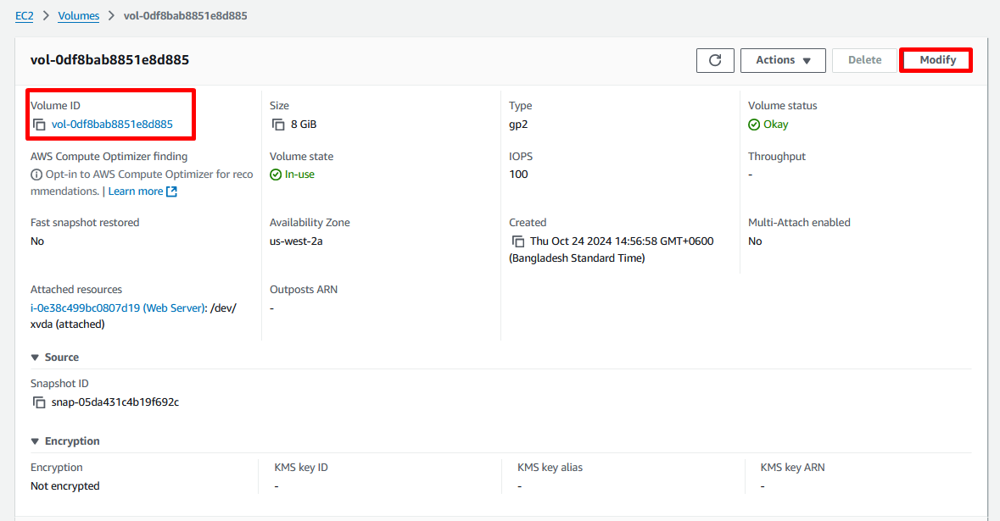 EC2 > Volumes > vol-0df8bab8851e8d885
vol-0df8bab8851e8d885
Actions
Delete
Modify
Volume ID
vol-0df8bab8851e8d885
Size
8 GiB
Type
gp2
Volume status
Okay
AWS Compute Optimizer finding
Opt-in to AWS Compute Optimizer for reco
mmendations. | Learn more
Volume state
In-use
IOPS
100
Throughput
-
Fast snapshot restored
No
Availability Zone
us-west-2a
Created
Thu Oct 24 2024 14:56:58 GMT+0600
(Bangladesh Standard Time)
Multi-Attach enabled
No
Attached resources
i-0e38c499bc0807d19 (Web Server): /dev/
xvda (attached)
Outposts ARN
-
Source
Snapshot ID
snap-05da431c4b19f692c
Encryption
Encryption
Not encrypted
KMS key ID
-
KMS key alias
-
KMS key ARN
-